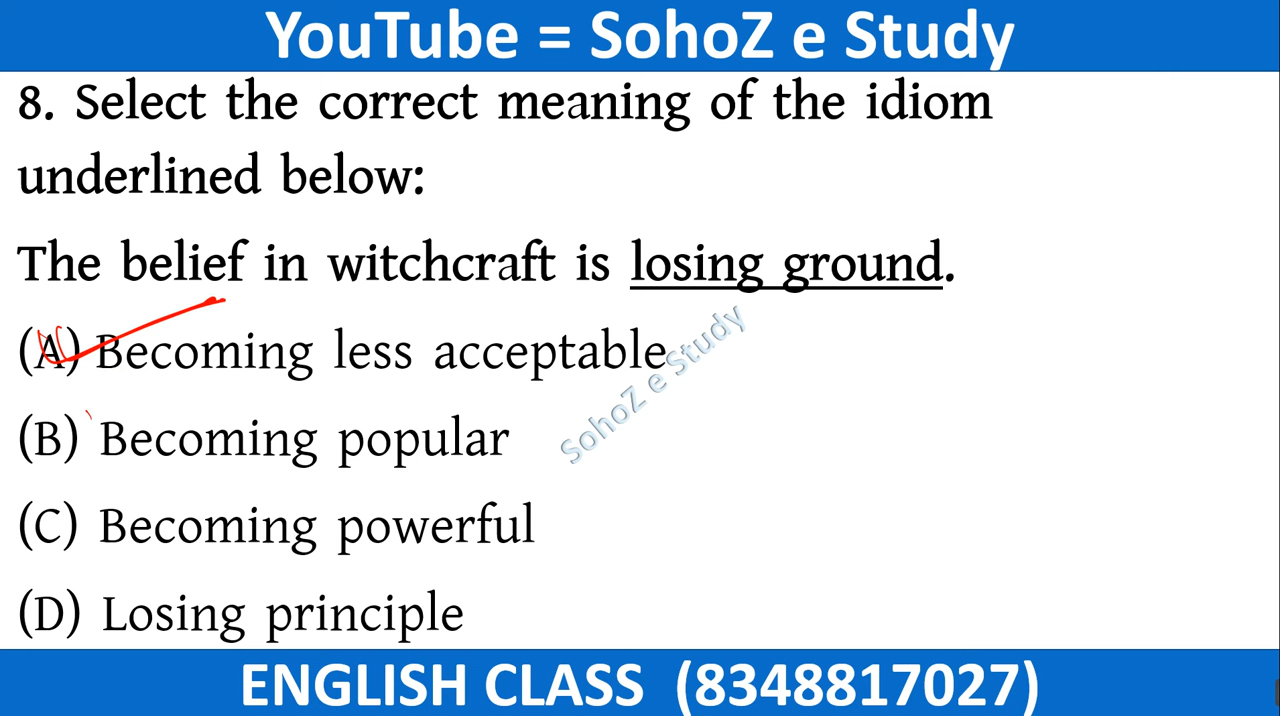 YouTube = SohoZ e Study
8. Select the correct meaning of the idiom
underlined below:
The belief in witchcraft is losing ground.
(A) Becoming less acceptable
SohoZ e Study
(B) Becoming popular
(C) Becoming powerful
(D) Losing principle
ENGLISH CLASS (8348817027)